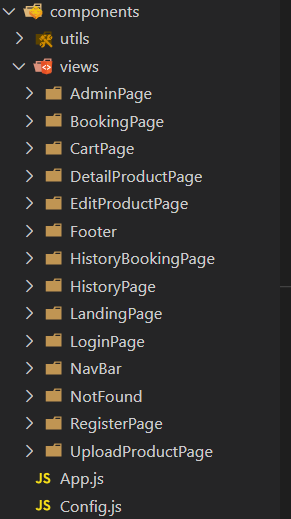 components
utils
views
AdminPage
BookingPage
CartPage
DetailProductPage
EditProductPage
Footer
HistoryBookingPage
HistoryPage
LandingPage
LoginPage
NavBar
NotFound
RegisterPage
UploadProductPage
JS App.js
JS Config.js